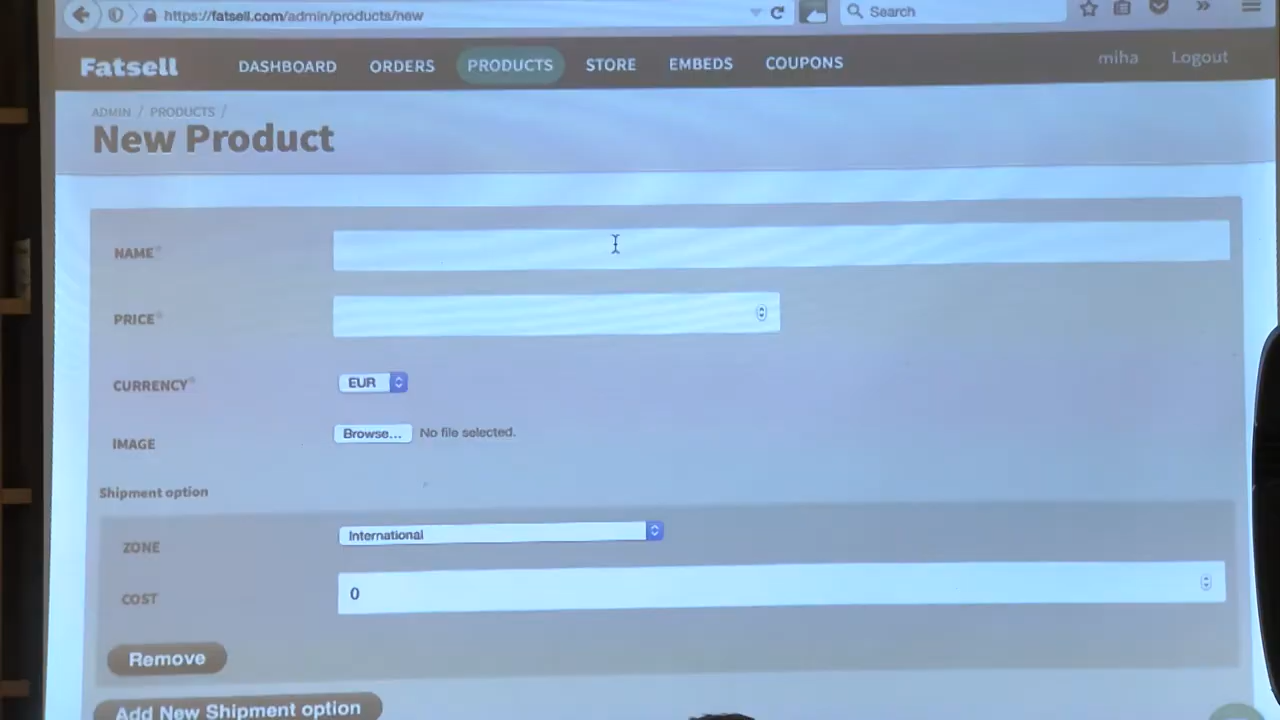 https://fatsell.com/admin/products/new
Search
Fatsell DASHBOARD ORDERS PRODUCTS STORE EMBEDS COUPONS miha Logout
ADMIN / PRODUCTS /
New Product
NAME*
PRICE*
CURRENCY* EUR
IMAGE Browse... No file selected.
Shipment option
ZONE International
COST 0
Remove
Add New Shipment option